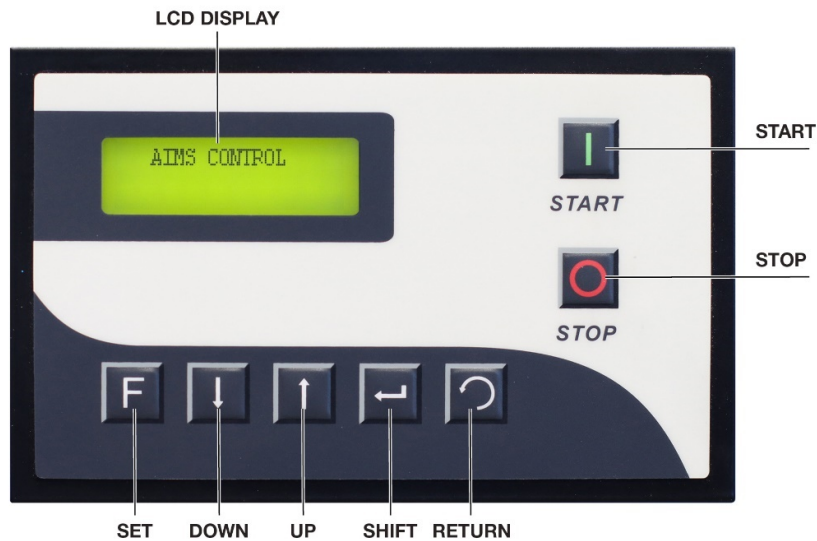 LCD DISPLAY
AIMS CONTROL
START
START
STOP
STOP
F
SET DOWN UP SHIFT RETURN